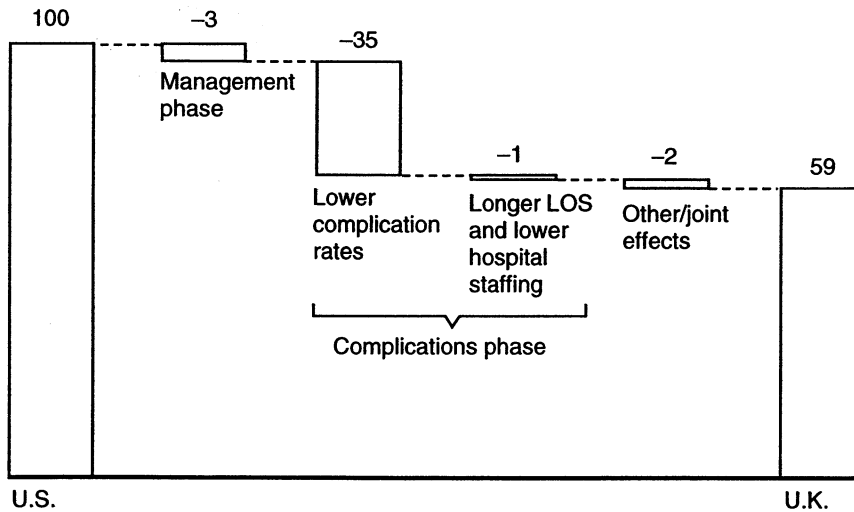 100
–3
Management
phase
–35
Lower
complication
rates
–1
Longer LOS
and lower
hospital
staffing
Complications phase
–2
Other/joint
effects
59
U.S.
U.K.